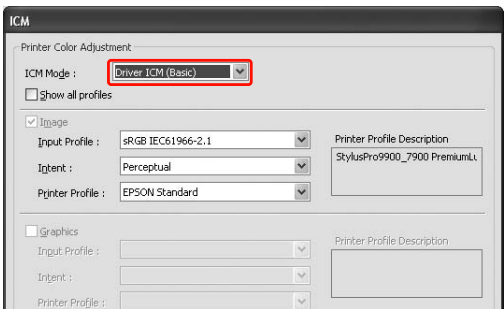 ICM
Printer Color Adjustment
ICM Mode :
Driver ICM (Basic)
Show all profiles
Image
Input Profile :
sRGB IEC61966-2.1
Printer Profile Description
Intent :
Perceptual
StylusPro9900_7900 PremiumLu
Printer Profile :
EPSON Standard
Graphics
Input Profile :
Printer Profile Description
Intent :
Printer Profile :